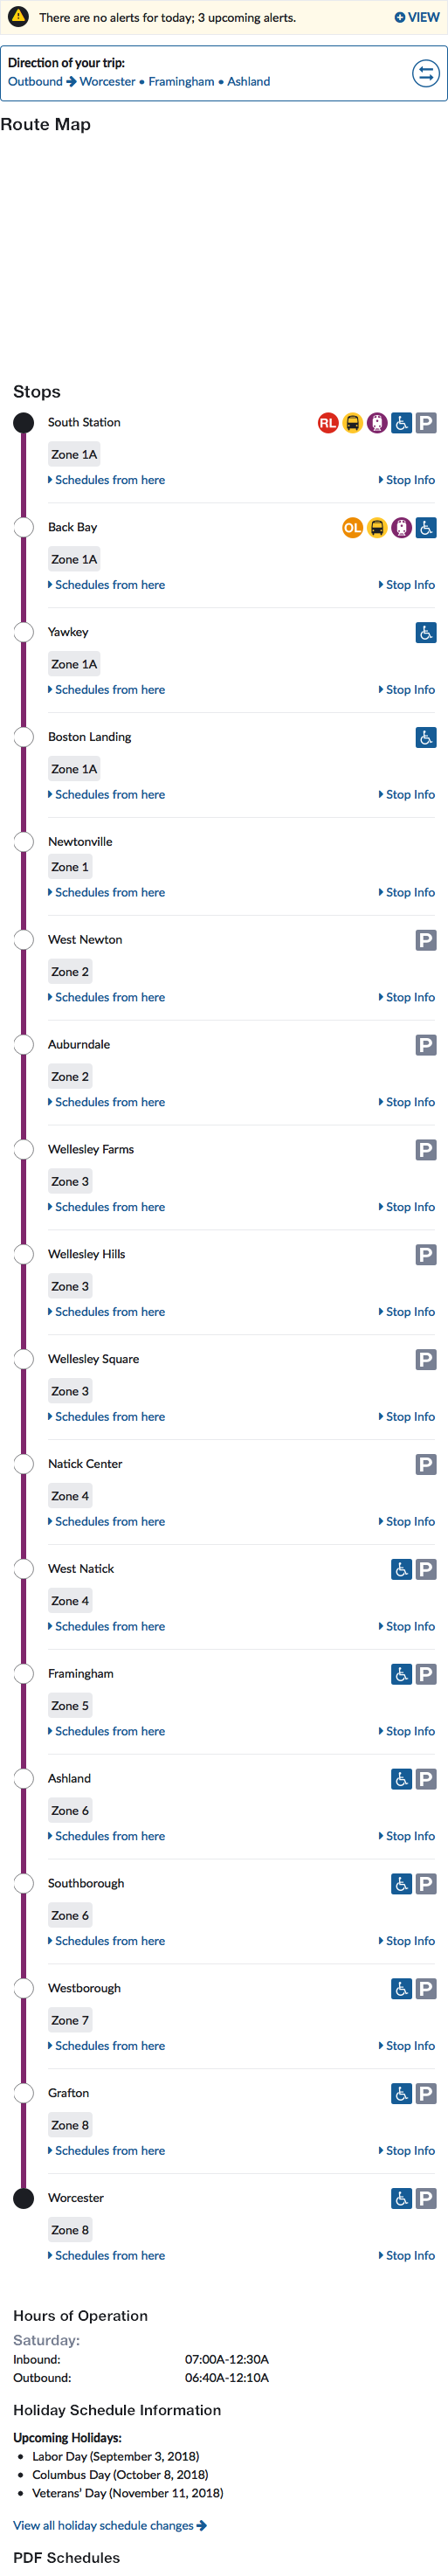 There are no alerts for today; 3 upcoming alerts. VIEW
Direction of your trip:
Outbound → Worcester • Framingham • Ashland
Route Map
Stops
South Station RL P
Zone 1A
Schedules from here Stop Info
Back Bay OL
Zone 1A
Schedules from here Stop Info
Yawkey
Zone 1A
Schedules from here Stop Info
Boston Landing
Zone 1A
Schedules from here Stop Info
Newtonville
Zone 1
Schedules from here Stop Info
West Newton P
Zone 2
Schedules from here Stop Info
Auburndale P
Zone 2
Schedules from here Stop Info
Wellesley Farms P
Zone 3
Schedules from here Stop Info
Wellesley Hills P
Zone 3
Schedules from here Stop Info
Wellesley Square P
Zone 3
Schedules from here Stop Info
Natick Center P
Zone 4
Schedules from here Stop Info
West Natick P
Zone 4
Schedules from here Stop Info
Framingham P
Zone 5
Schedules from here Stop Info
Ashland P
Zone 6
Schedules from here Stop Info
Southborough P
Zone 6
Schedules from here Stop Info
Westborough P
Zone 7
Schedules from here Stop Info
Grafton P
Zone 8
Schedules from here Stop Info
Worcester P
Zone 8
Schedules from here Stop Info
Hours of Operation
Saturday:
Inbound: 07:00A-12:30A
Outbound: 06:40A-12:10A
Holiday Schedule Information
Upcoming Holidays:
• Labor Day (September 3, 2018)
• Columbus Day (October 8, 2018)
• Veterans’ Day (November 11, 2018)
View all holiday schedule changes →
PDF Schedules